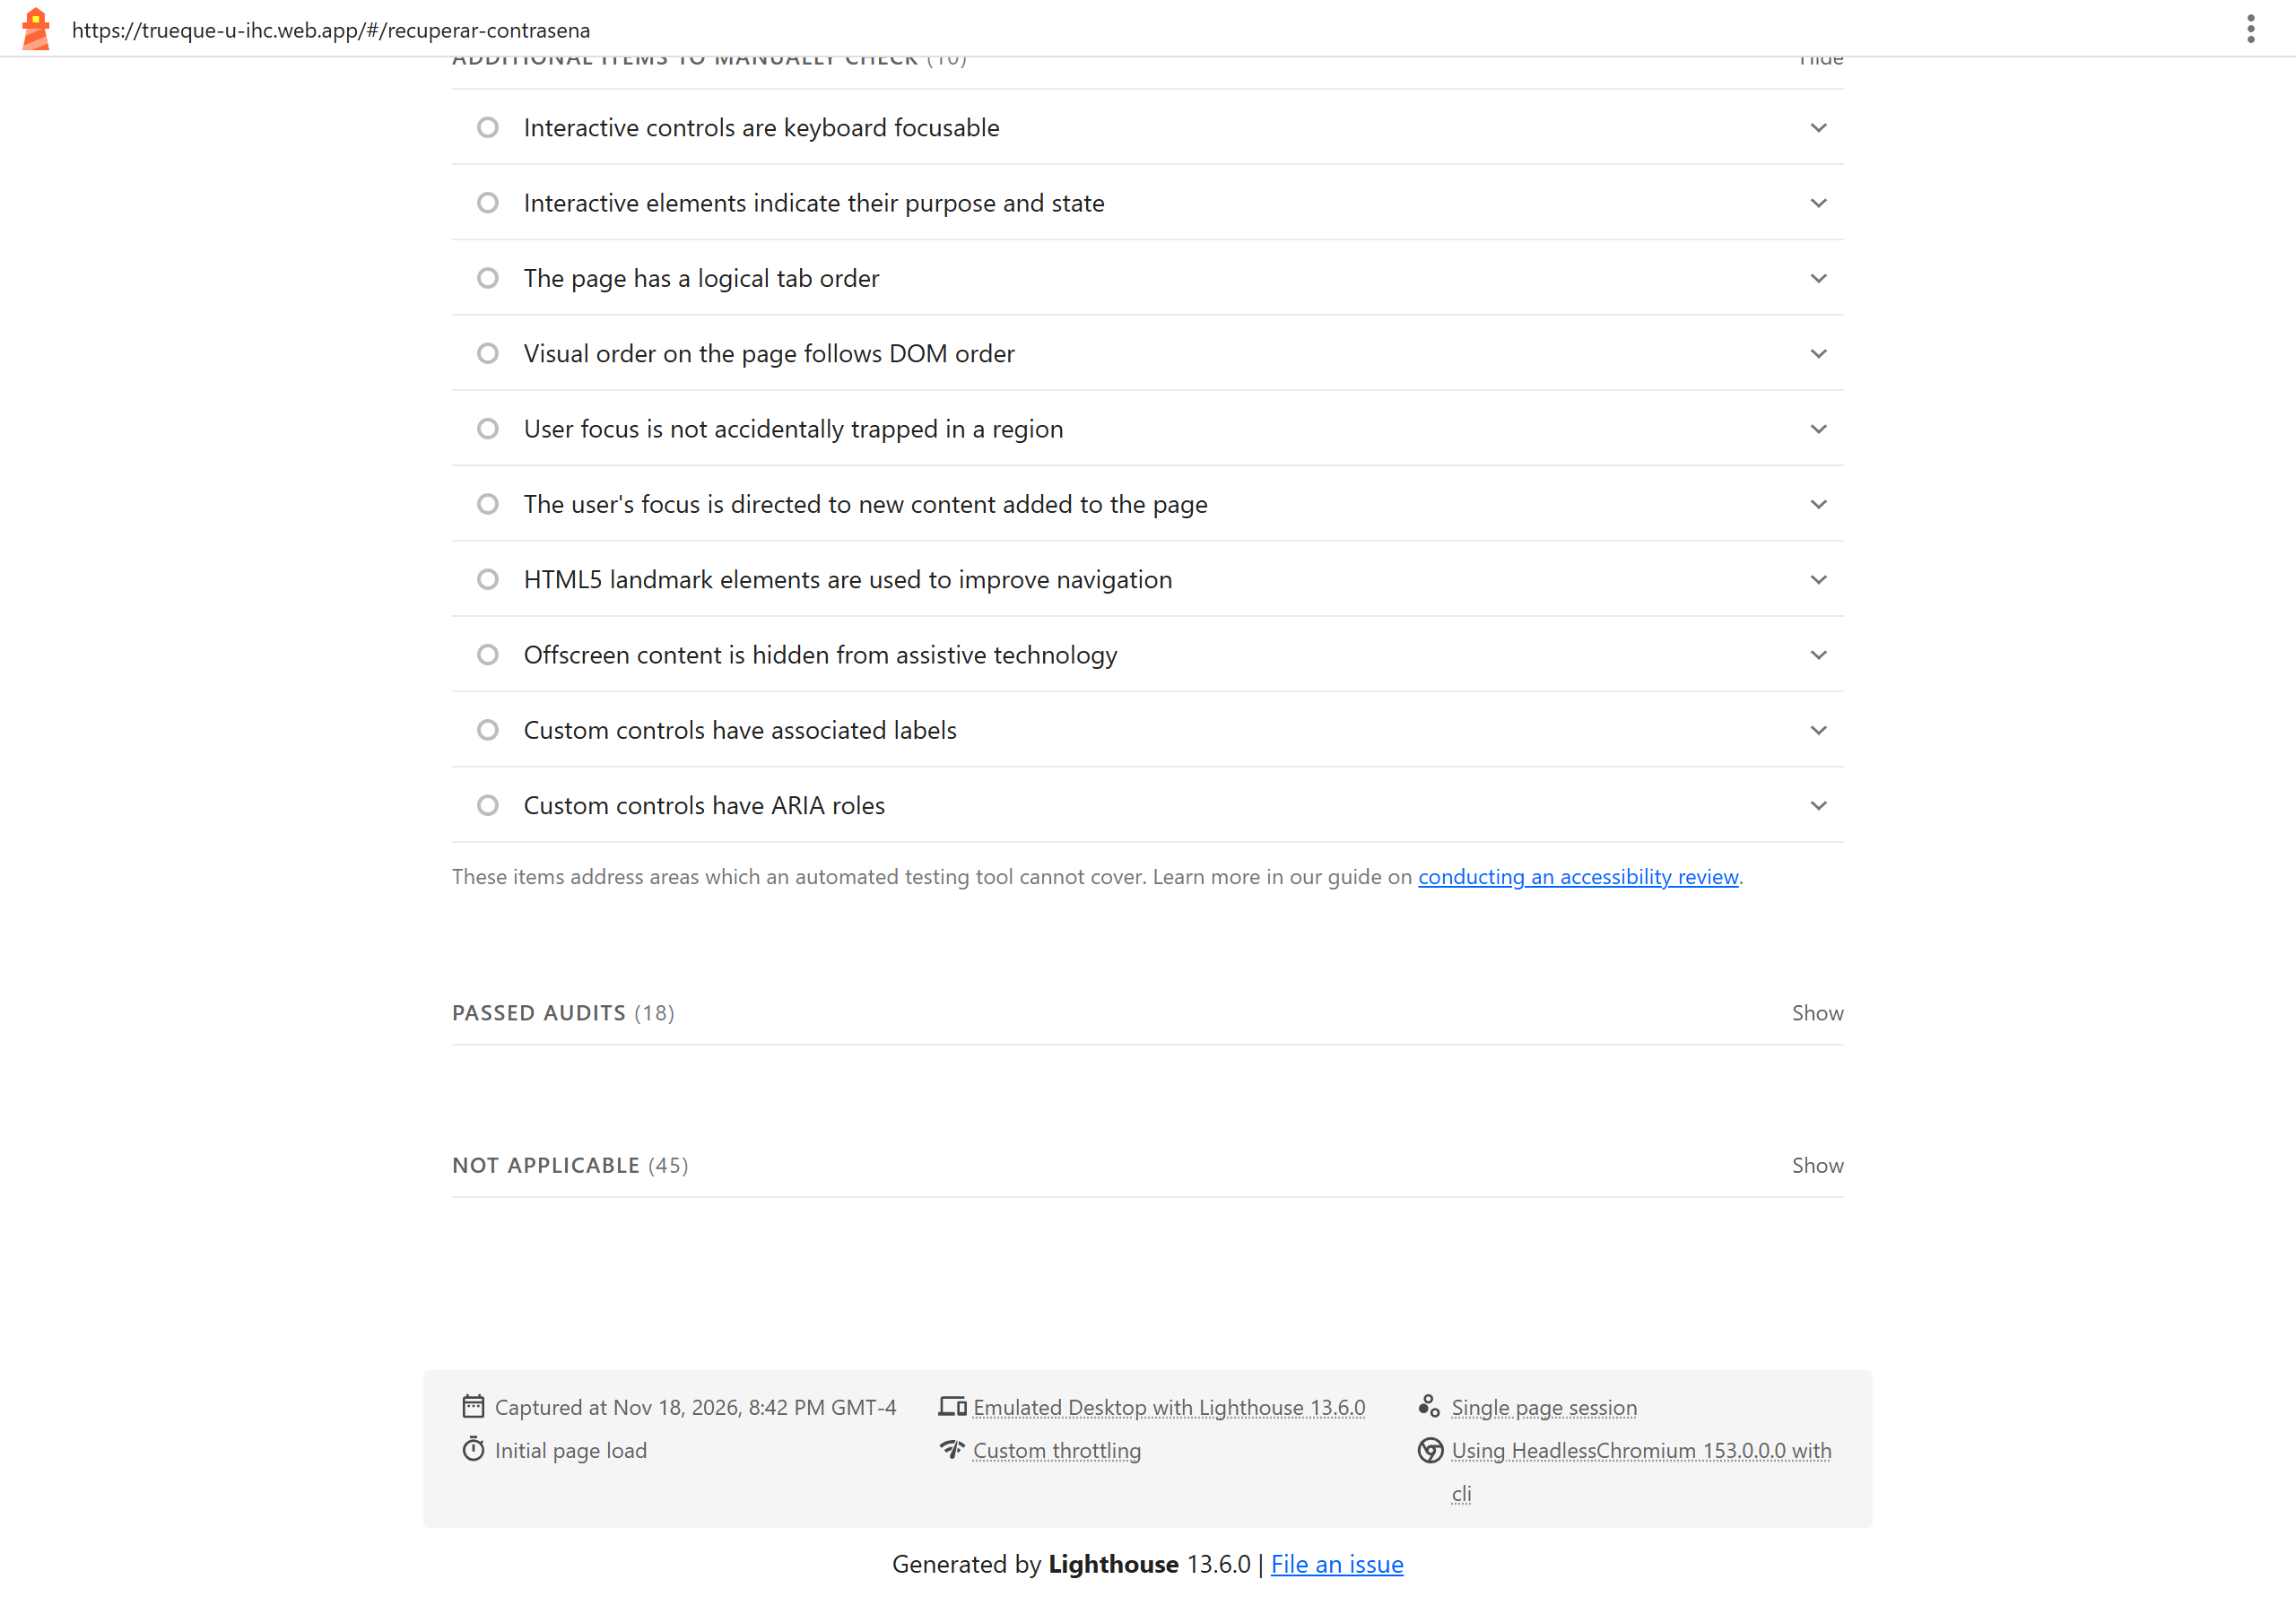 https://trueque-u-ihc.web.app/#/recuperar-contrasena
ADDITIONAL ITEMS TO MANUALLY CHECK (10) Hide
Interactive controls are keyboard focusable
Interactive elements indicate their purpose and state
The page has a logical tab order
Visual order on the page follows DOM order
User focus is not accidentally trapped in a region
The user's focus is directed to new content added to the page
HTML5 landmark elements are used to improve navigation
Offscreen content is hidden from assistive technology
Custom controls have associated labels
Custom controls have ARIA roles
These items address areas which an automated testing tool cannot cover. Learn more in our guide on conducting an accessibility review.
PASSED AUDITS (18) Show
NOT APPLICABLE (45) Show
Captured at Nov 18, 2026, 8:42 PM GMT-4
Emulated Desktop with Lighthouse 13.6.0
Single page session
Initial page load
Custom throttling
Using HeadlessChromium 153.0.0.0 with
cli
Generated by Lighthouse 13.6.0 | File an issue